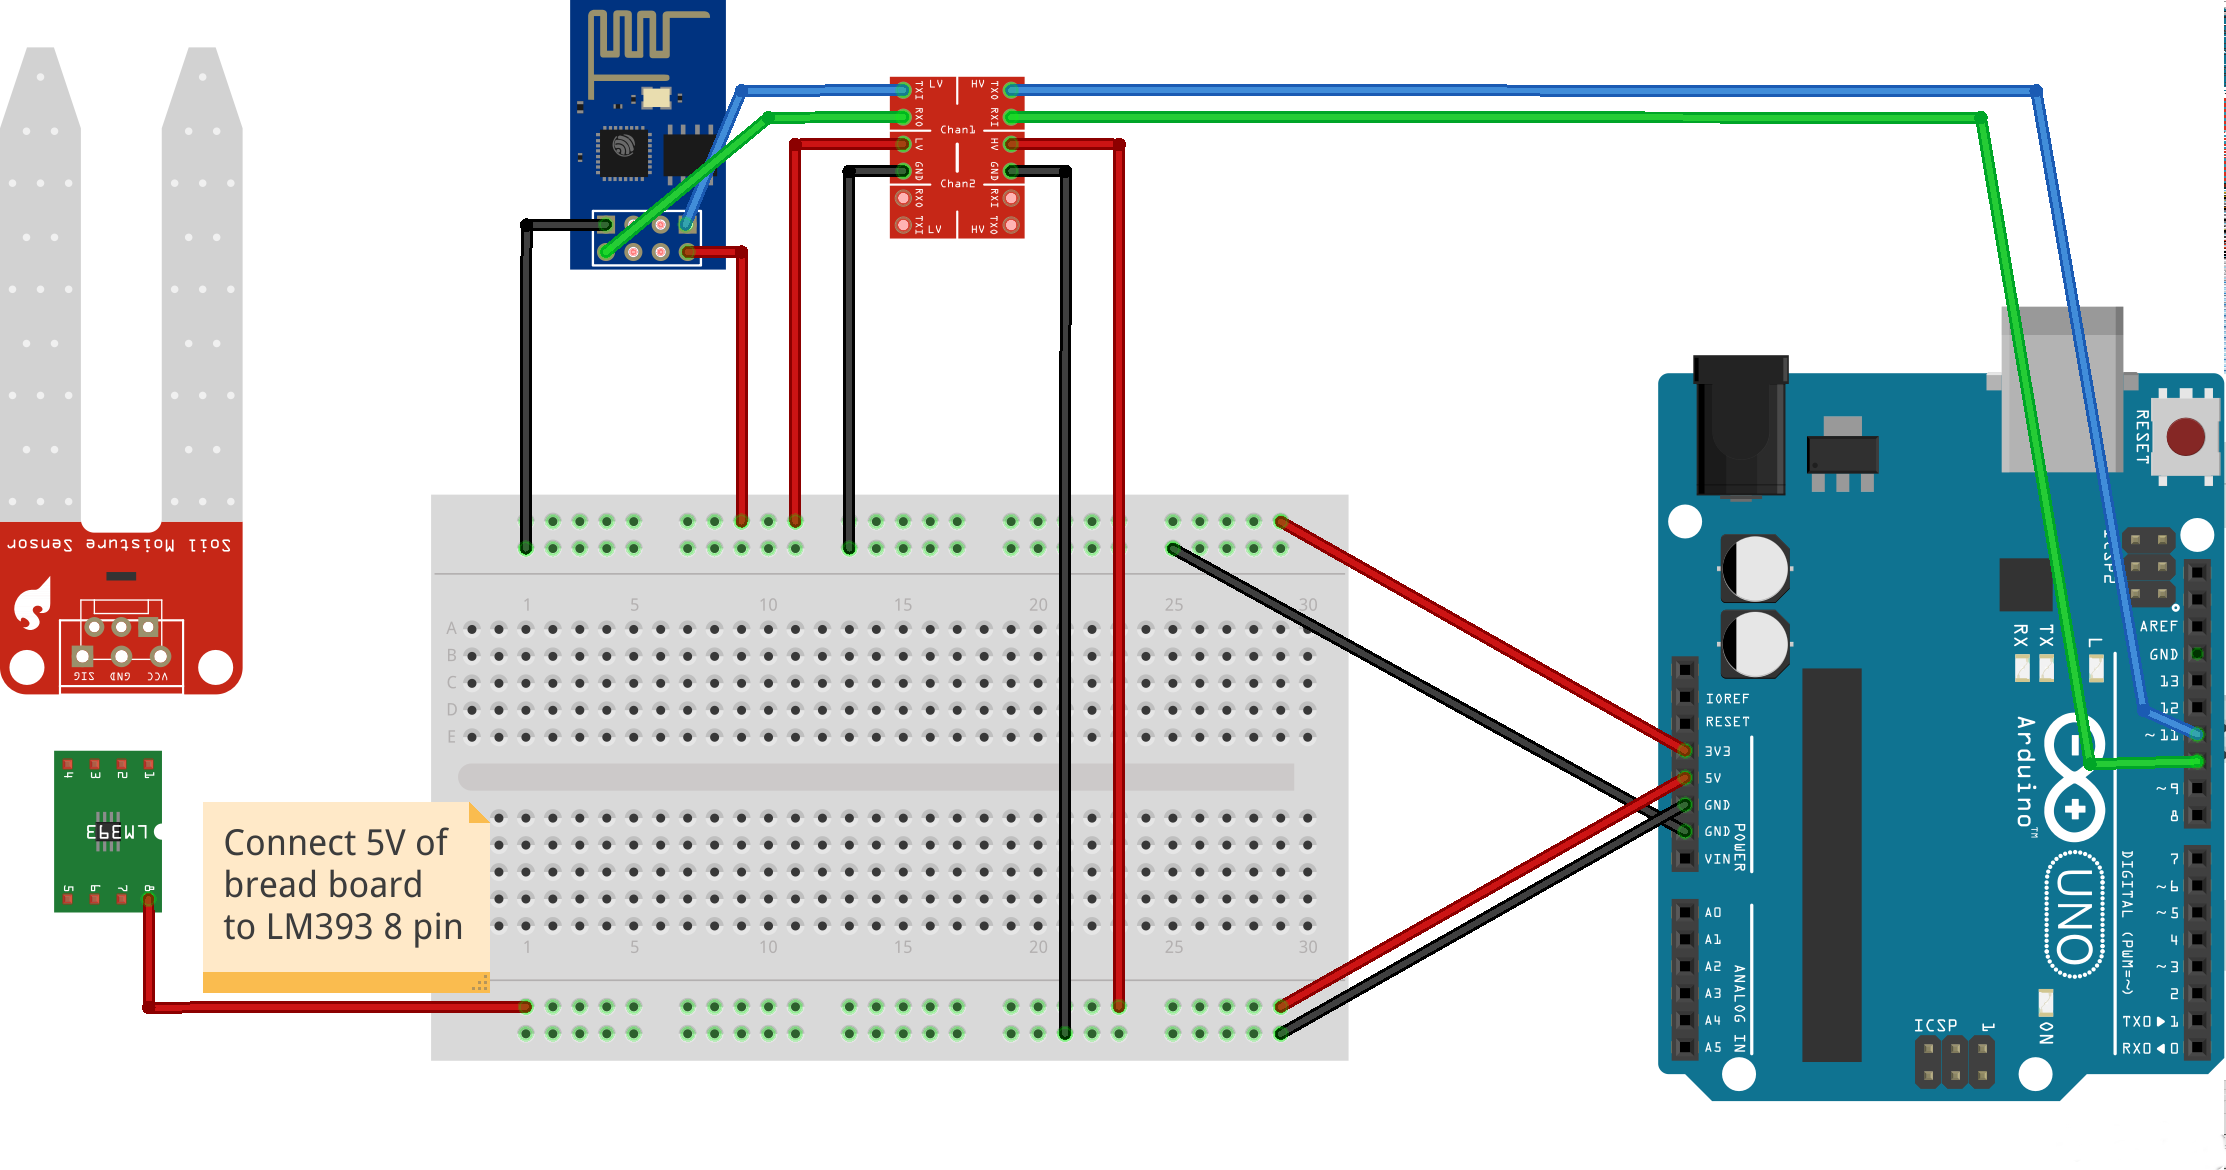 LV HV
TXI TXO
RXO RXI
Chan1
LV HV
GND GND
Chan2
RXO RXI
TXI TXO
LV HV
Soil Moisture Sensor
SIG GND VCC
4 3 2 1
LM393
5 6 7 8
Connect 5V of
bread board
to LM393 8 pin
1 5 10 15 20 25 30
A
B
C
D
E
1 5 10 15 20 25 30
RESET
ICSP2
AREF
GND
13
12
~11
~9
8
7
~6
~5
4
~3
2
TX0▶1
RX0◀0
RX TX L
IOREF
RESET
3V3
5V
GND
GND
VIN
POWER
A0
A1
A2
A3
A4
A5
ANALOG IN
Arduino™
UNO
DIGITAL (PWM=~)
ON
ICSP 1